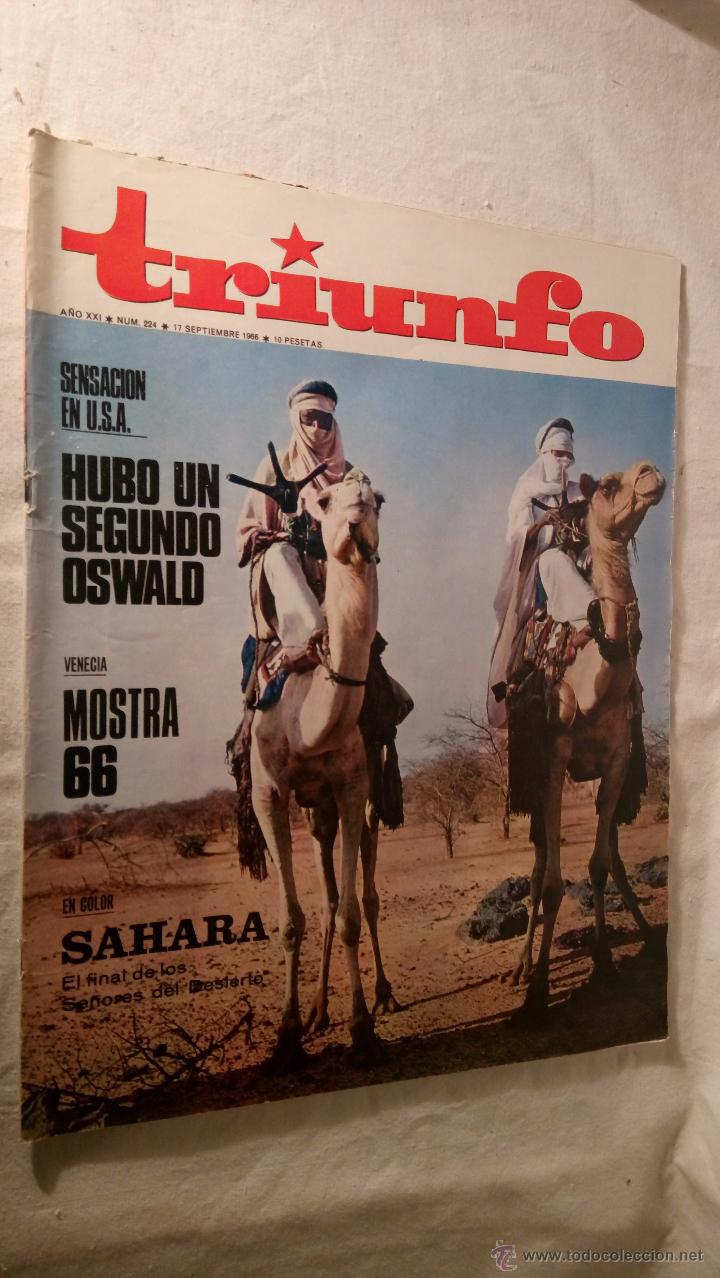 triunfo
AÑO XXI ★ NUM. 224 ★ 17 SEPTIEMBRE 1966 ★ 10 PESETAS
SENSACION
EN U.S.A.
HUBO UN
SEGUNDO
OSWALD
VENECIA
MOSTRA
66
EN COLOR
SAHARA
El final de los
Señores del Desierto
© www.todocoleccion.net